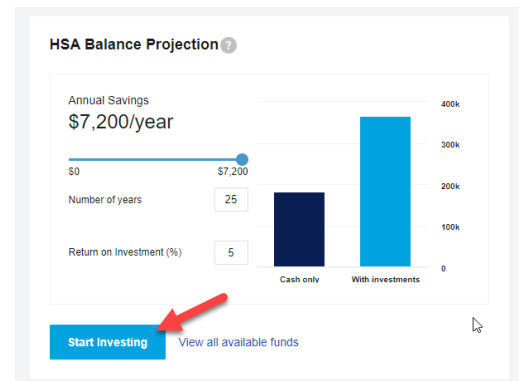 HSA Balance Projection ?
Annual Savings
$7,200/year
$0 $7,200
Number of years 25
Return on Investment (%) 5
400k
300k
200k
100k
0
Cash only With investments
Start Investing View all available funds